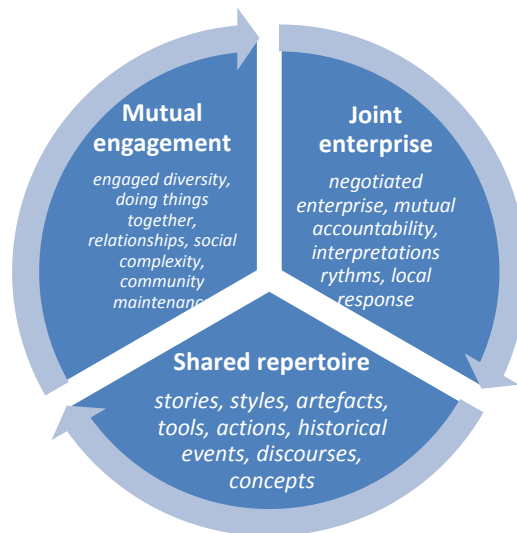 Mutual
engagement
engaged diversity,
doing things
together,
relationships, social
complexity,
community
maintenance
Joint
enterprise
negotiated
enterprise, mutual
accountability,
interpretations
rythms, local
response
Shared repertoire
stories, styles, artefacts,
tools, actions, historical
events, discourses,
concepts